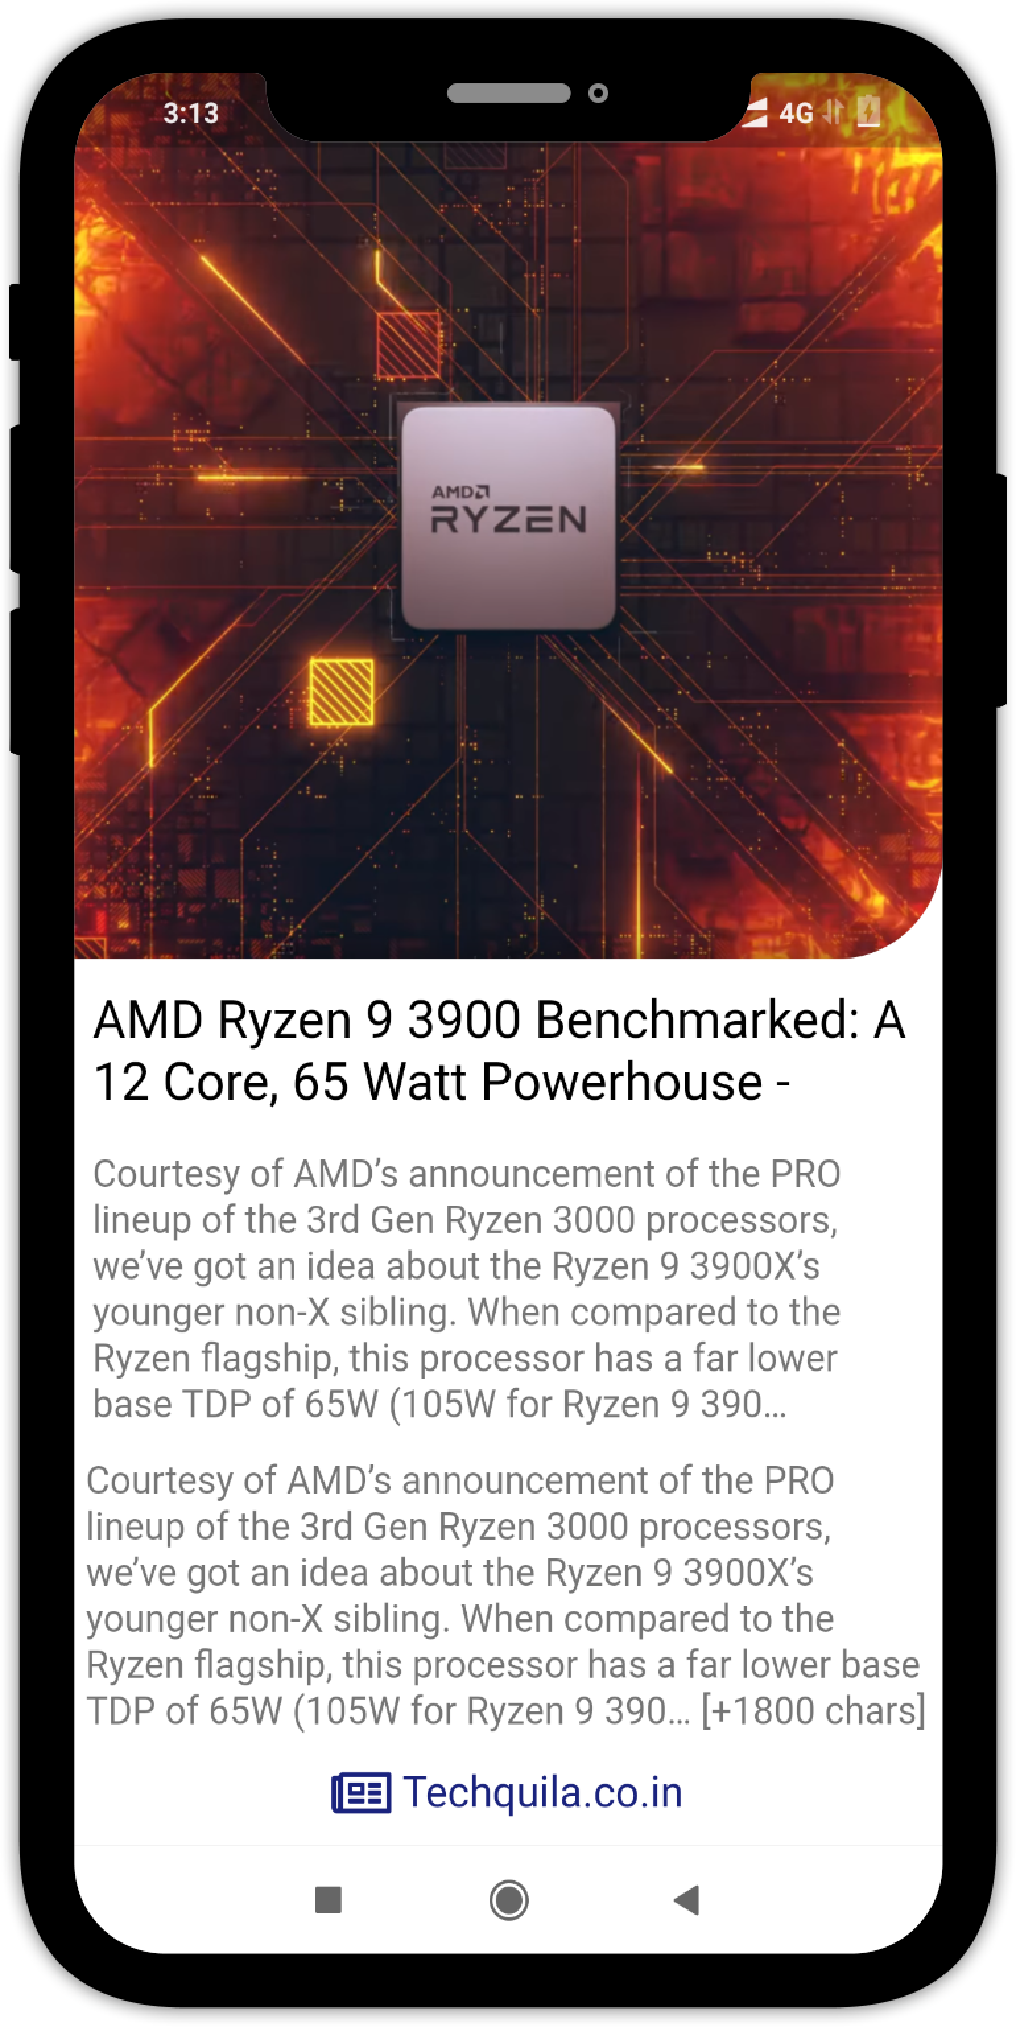 3:13
4G
AMD
RYZEN
AMD Ryzen 9 3900 Benchmarked: A
12 Core, 65 Watt Powerhouse -
Courtesy of AMD’s announcement of the PRO
lineup of the 3rd Gen Ryzen 3000 processors,
we’ve got an idea about the Ryzen 9 3900X’s
younger non-X sibling. When compared to the
Ryzen flagship, this processor has a far lower
base TDP of 65W (105W for Ryzen 9 390…
Courtesy of AMD’s announcement of the PRO
lineup of the 3rd Gen Ryzen 3000 processors,
we’ve got an idea about the Ryzen 9 3900X’s
younger non-X sibling. When compared to the
Ryzen flagship, this processor has a far lower base
TDP of 65W (105W for Ryzen 9 390… [+1800 chars]
Techquila.co.in